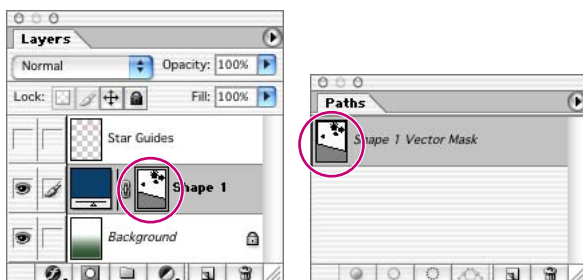 Layers
Normal Opacity: 100%
Lock: Fill: 100%
Star Guides
Shape 1
Background
Paths
Shape 1 Vector Mask